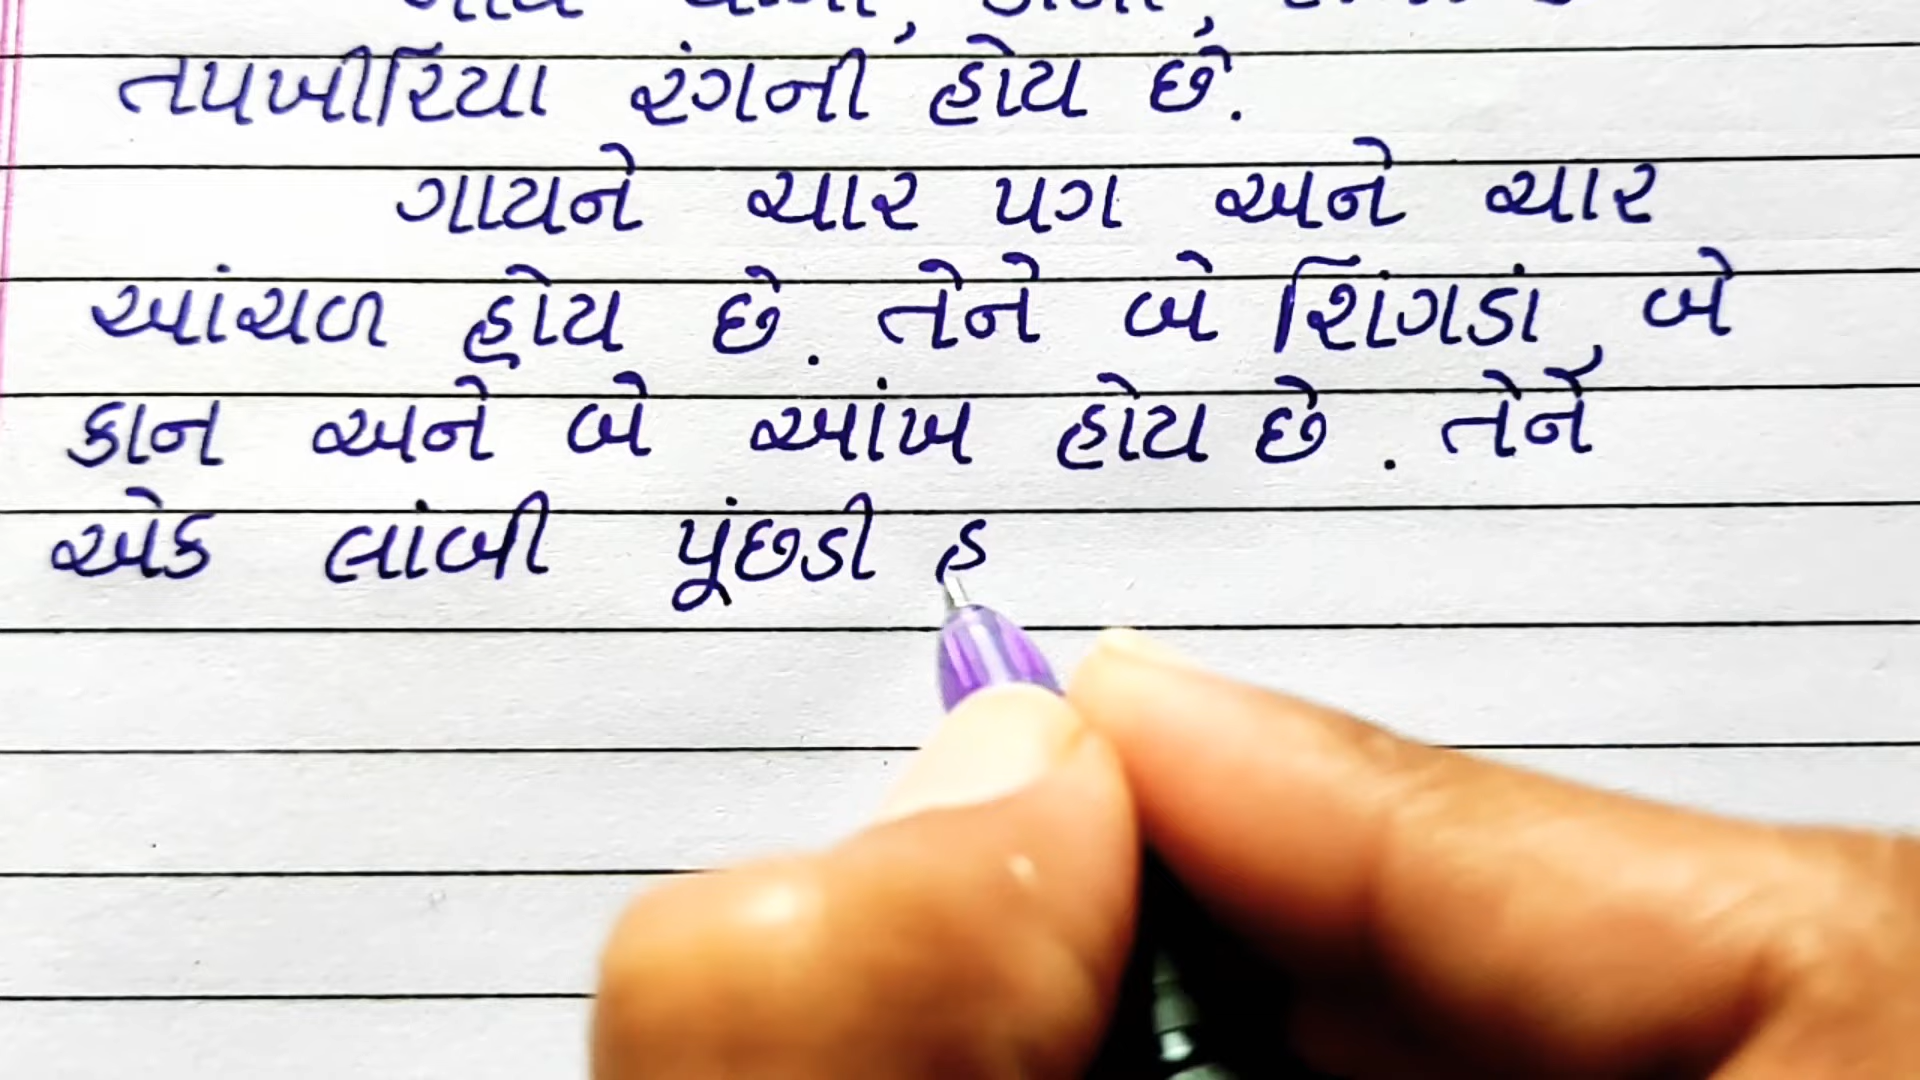 તપખીરિયા રંગની હોય છે.
ગાયને ચાર પગ અને ચાર
આંચળ હોય છે. તેને બે શિંગડાં, બે
કાન અને બે આંખ હોય છે. તેને
એક લાંબી પૂંછડી હ